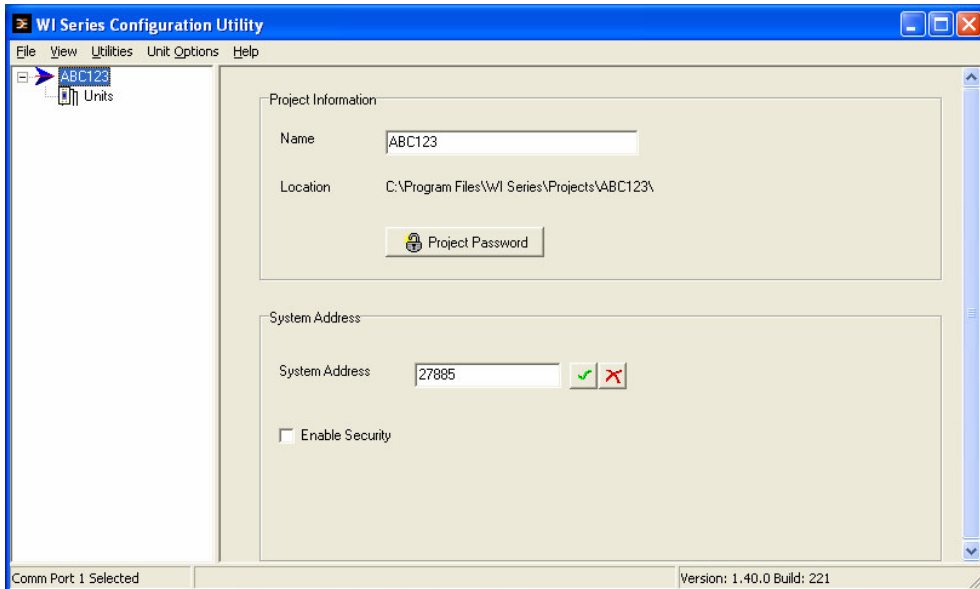 WI Series Configuration Utility
File View Utilities Unit Options Help
ABC123
Units
Project Information
Name ABC123
Location C:\Program Files\WI Series\Projects\ABC123\
Project Password
System Address
System Address 27885
Enable Security
Comm Port 1 Selected Version: 1.40.0 Build: 221